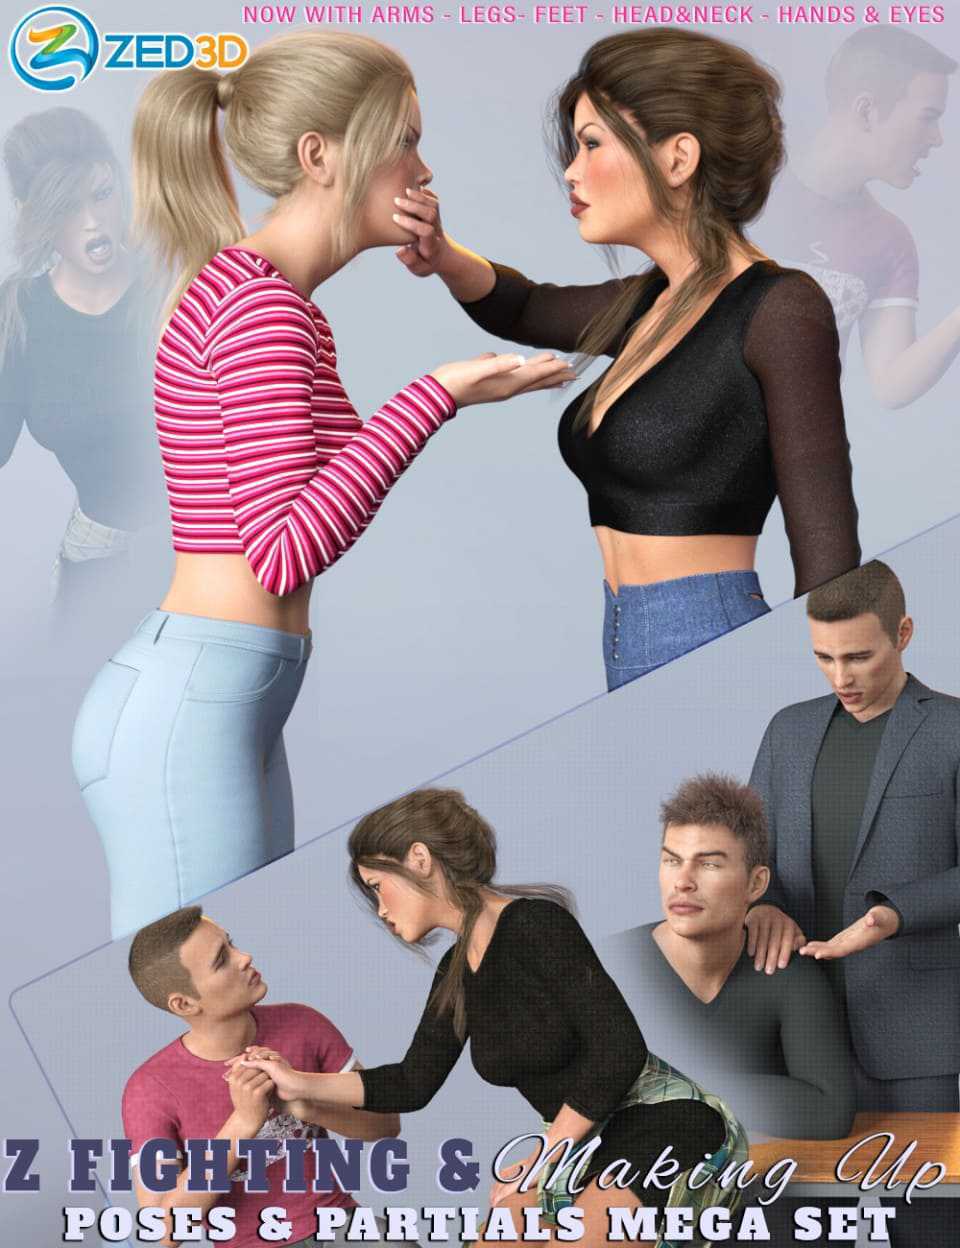 NOW WITH ARMS - LEGS- FEET - HEAD&NECK - HANDS & EYES
ZED3D
Z FIGHTING & Making Up
POSES & PARTIALS MEGA SET